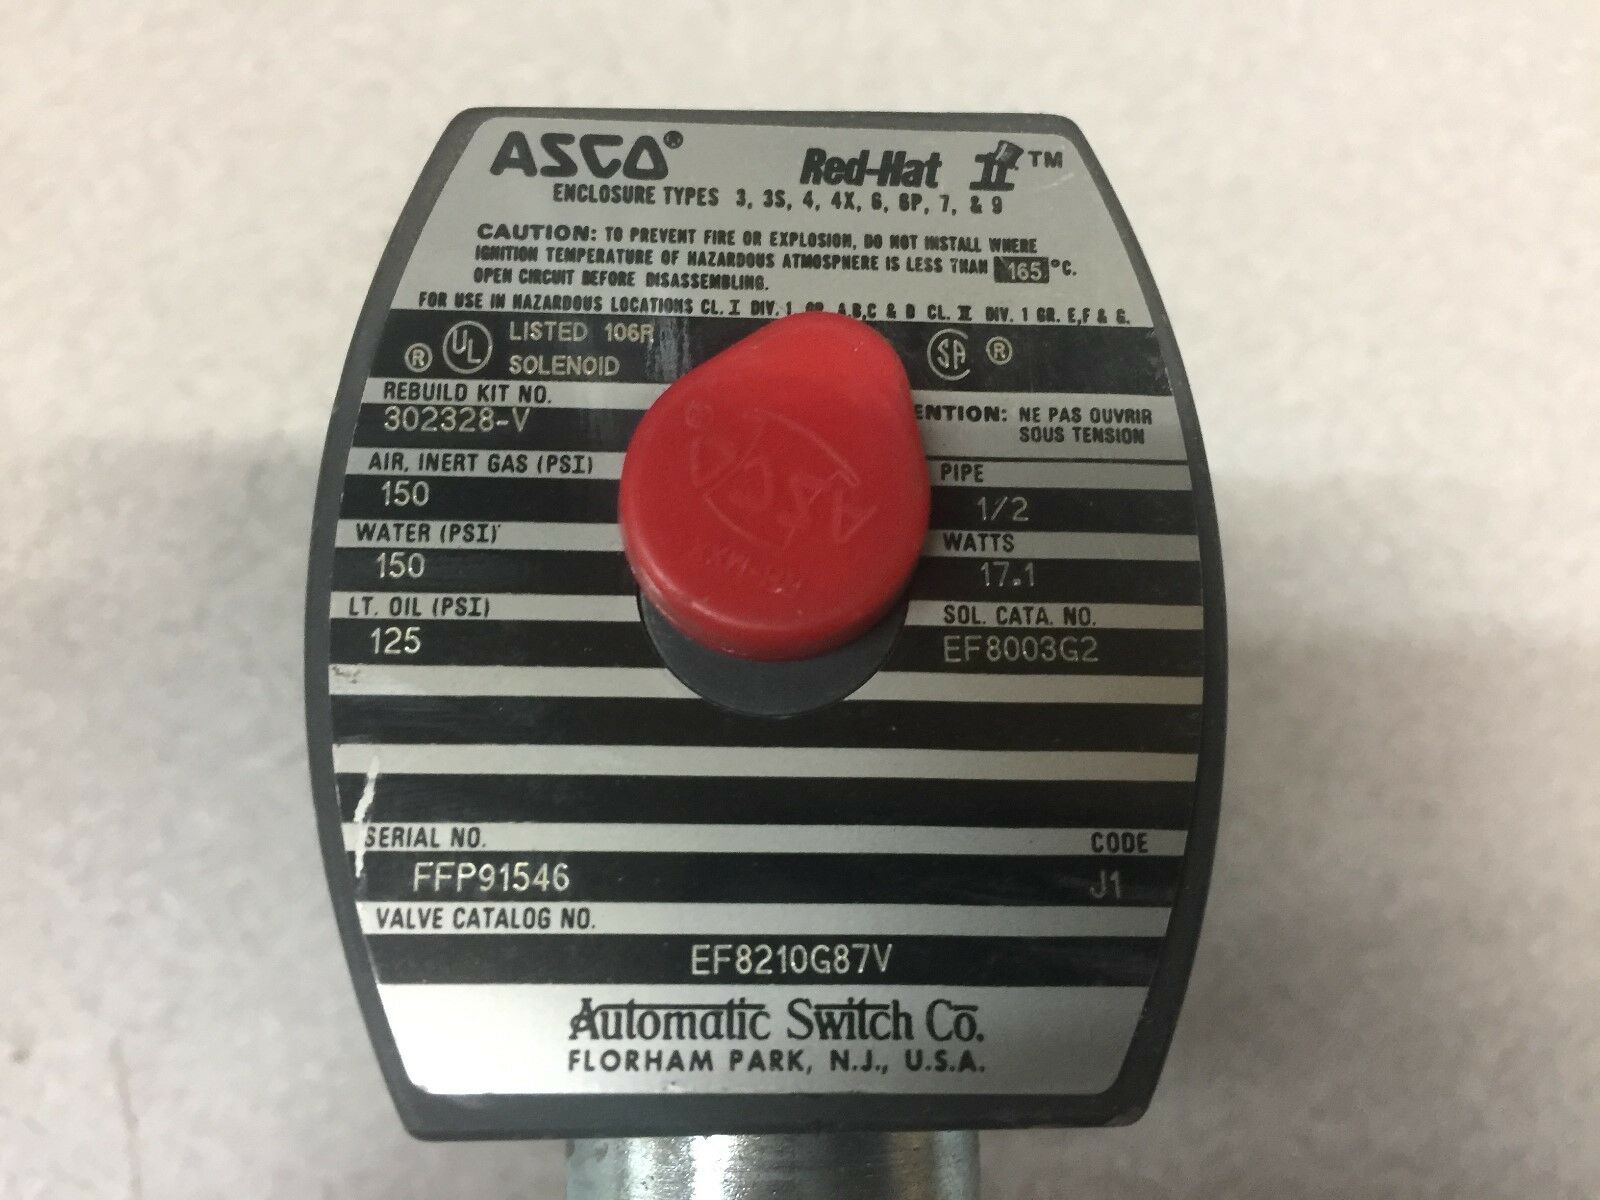 ASCO® Red-Hat II™
ENCLOSURE TYPES 3, 3S, 4, 4X, 6, 6P, 7, & 9
CAUTION: TO PREVENT FIRE OR EXPLOSION, DO NOT INSTALL WHERE
IGNITION TEMPERATURE OF HAZARDOUS ATMOSPHERE IS LESS THAN 165 °C.
OPEN CIRCUIT BEFORE DISASSEMBLING.
FOR USE IN HAZARDOUS LOCATIONS CL. I DIV. 1 GR. A,B,C & D CL. II DIV. 1 GR. E,F & G.
® UL LISTED 106R
SOLENOID
SA ®
REBUILD KIT NO.
302328-V
ENTION: NE PAS OUVRIR
SOUS TENSION
AIR, INERT GAS (PSI)
150
PIPE
1/2
WATER (PSI)
150
WATTS
17.1
LT. OIL (PSI)
125
SOL. CATA. NO.
EF8003G2
SERIAL NO.
FFP91546
CODE
J1
VALVE CATALOG NO.
EF8210G87V
Automatic Switch Co.
FLORHAM PARK, N.J., U.S.A.